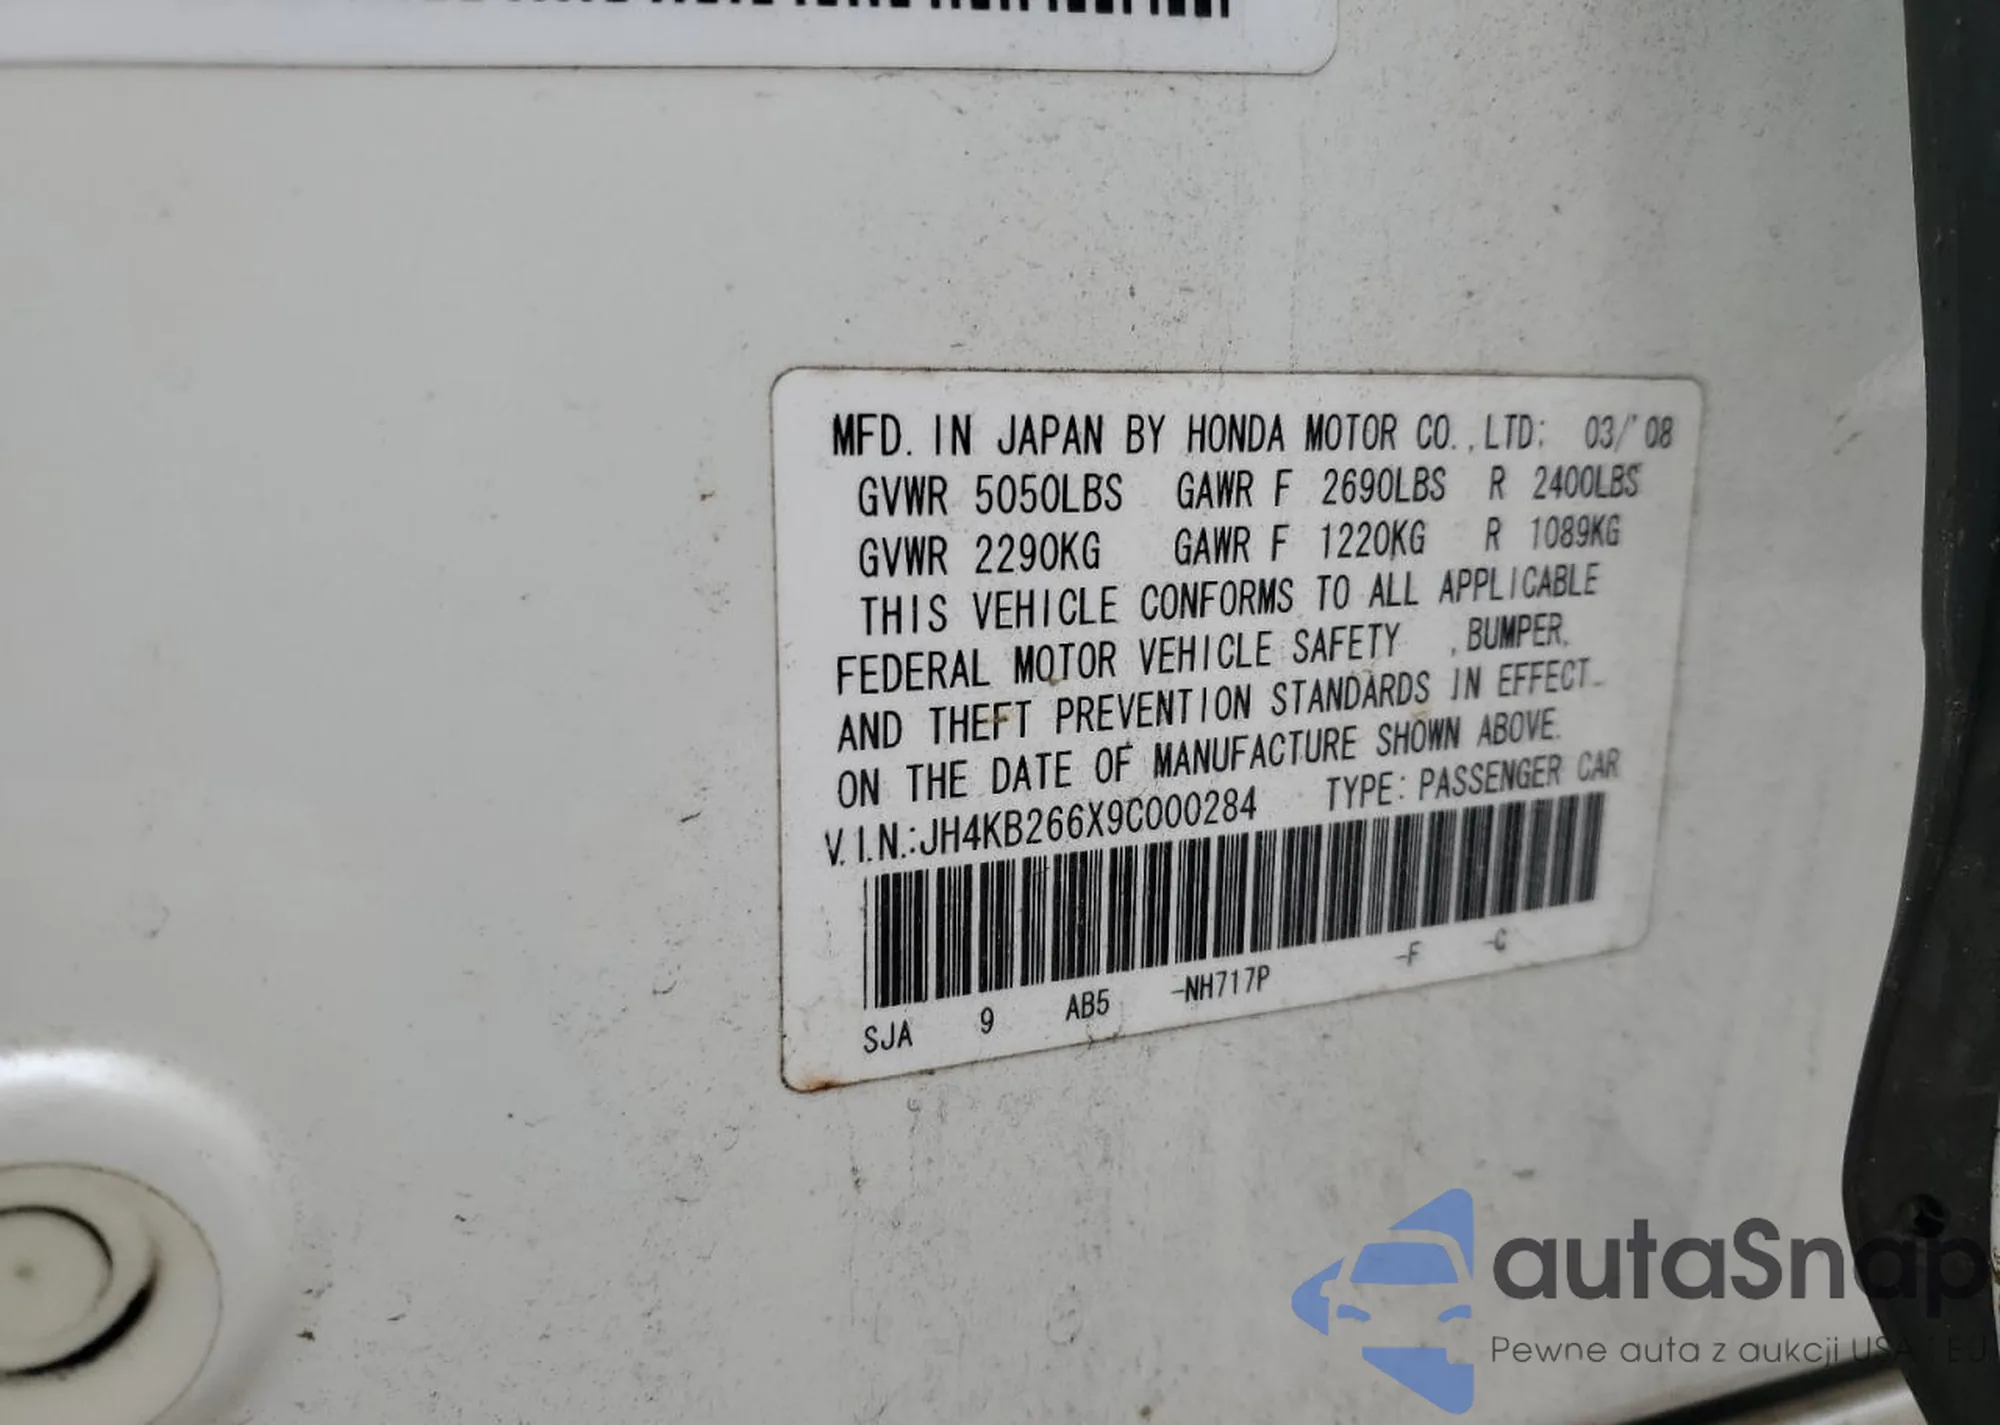 MFD. IN JAPAN BY HONDA MOTOR CO.,LTD: 03/'08
GVWR 5050LBS GAWR F 2690LBS R 2400LBS
GVWR 2290KG GAWR F 1220KG R 1089KG
THIS VEHICLE CONFORMS TO ALL APPLICABLE
FEDERAL MOTOR VEHICLE SAFETY ,BUMPER,
AND THEFT PREVENTION STANDARDS IN EFFECT
ON THE DATE OF MANUFACTURE SHOWN ABOVE.
V.I.N.:JH4KB266X9C000284 TYPE:PASSENGER CAR
SJA 9 AB5 -NH717P -F -C
autaSnap
Pewne auta z aukcji USA i EU